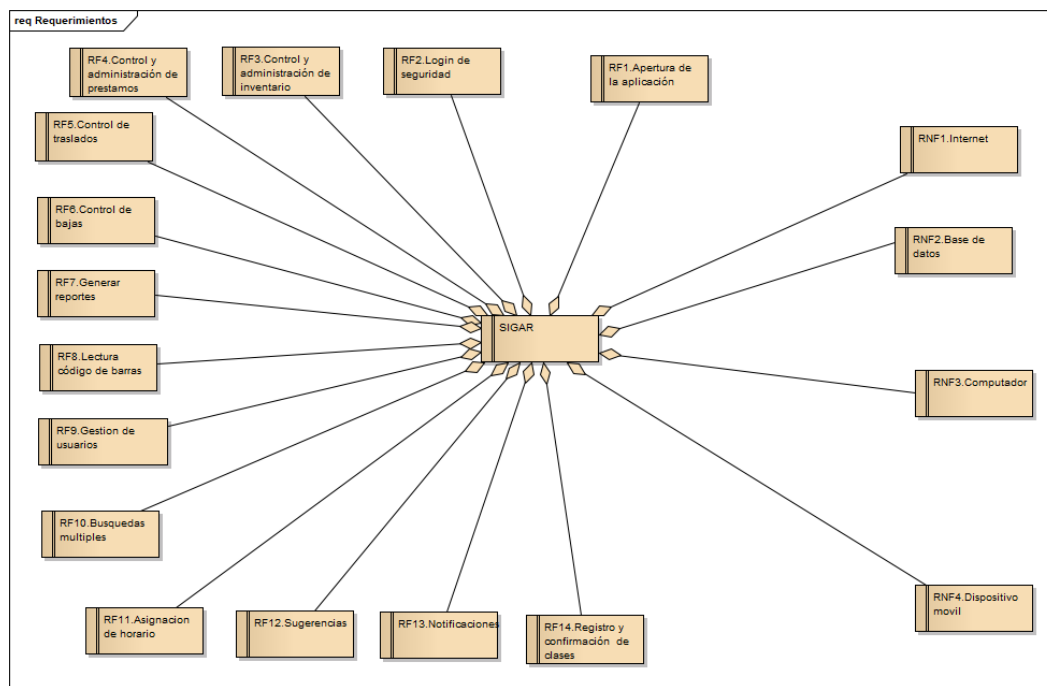 req Requerimientos
RF4.Control y
administración de
prestamos
RF3.Control y
administración de
inventario
RF2.Login de
seguridad
RF1.Apertura de
la aplicación
RF5.Control de
traslados
RNF1.Internet
RF6.Control de
bajas
RNF2.Base de
datos
RF7.Generar
reportes
SIGAR
RF8.Lectura
código de barras
RNF3.Computador
RF9.Gestion de
usuarios
RF10.Busquedas
multiples
RF11.Asignacion
de horario
RF12.Sugerencias
RF13.Notificaciones
RF14.Registro y
confirmación de
clases
RNF4.Dispositivo
movil